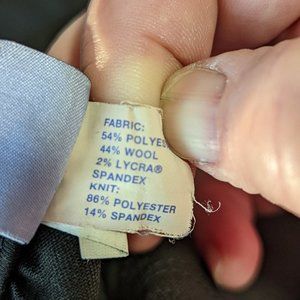 FABRIC:
54% POLYES
44% WOOL
2% LYCRA®
SPANDEX
KNIT:
86% POLYESTER
14% SPANDEX